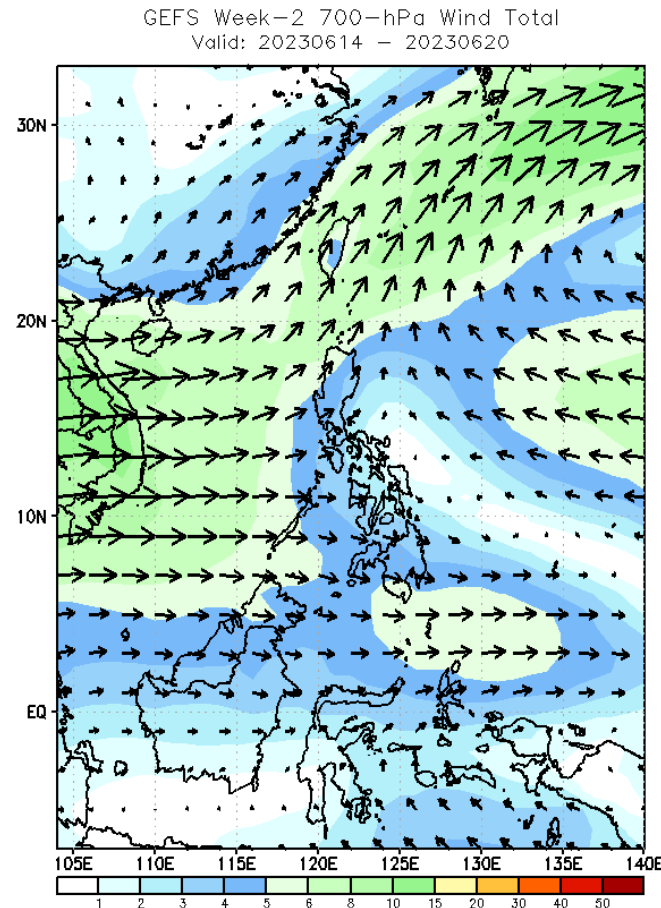 GEFS Week-2 700-hPa Wind Total
Valid: 20230614 - 20230620
30N
20N
10N
EQ
105E 110E 115E 120E 125E 130E 135E 140E
1 2 3 4 5 6 8 10 15 20 30 40 50